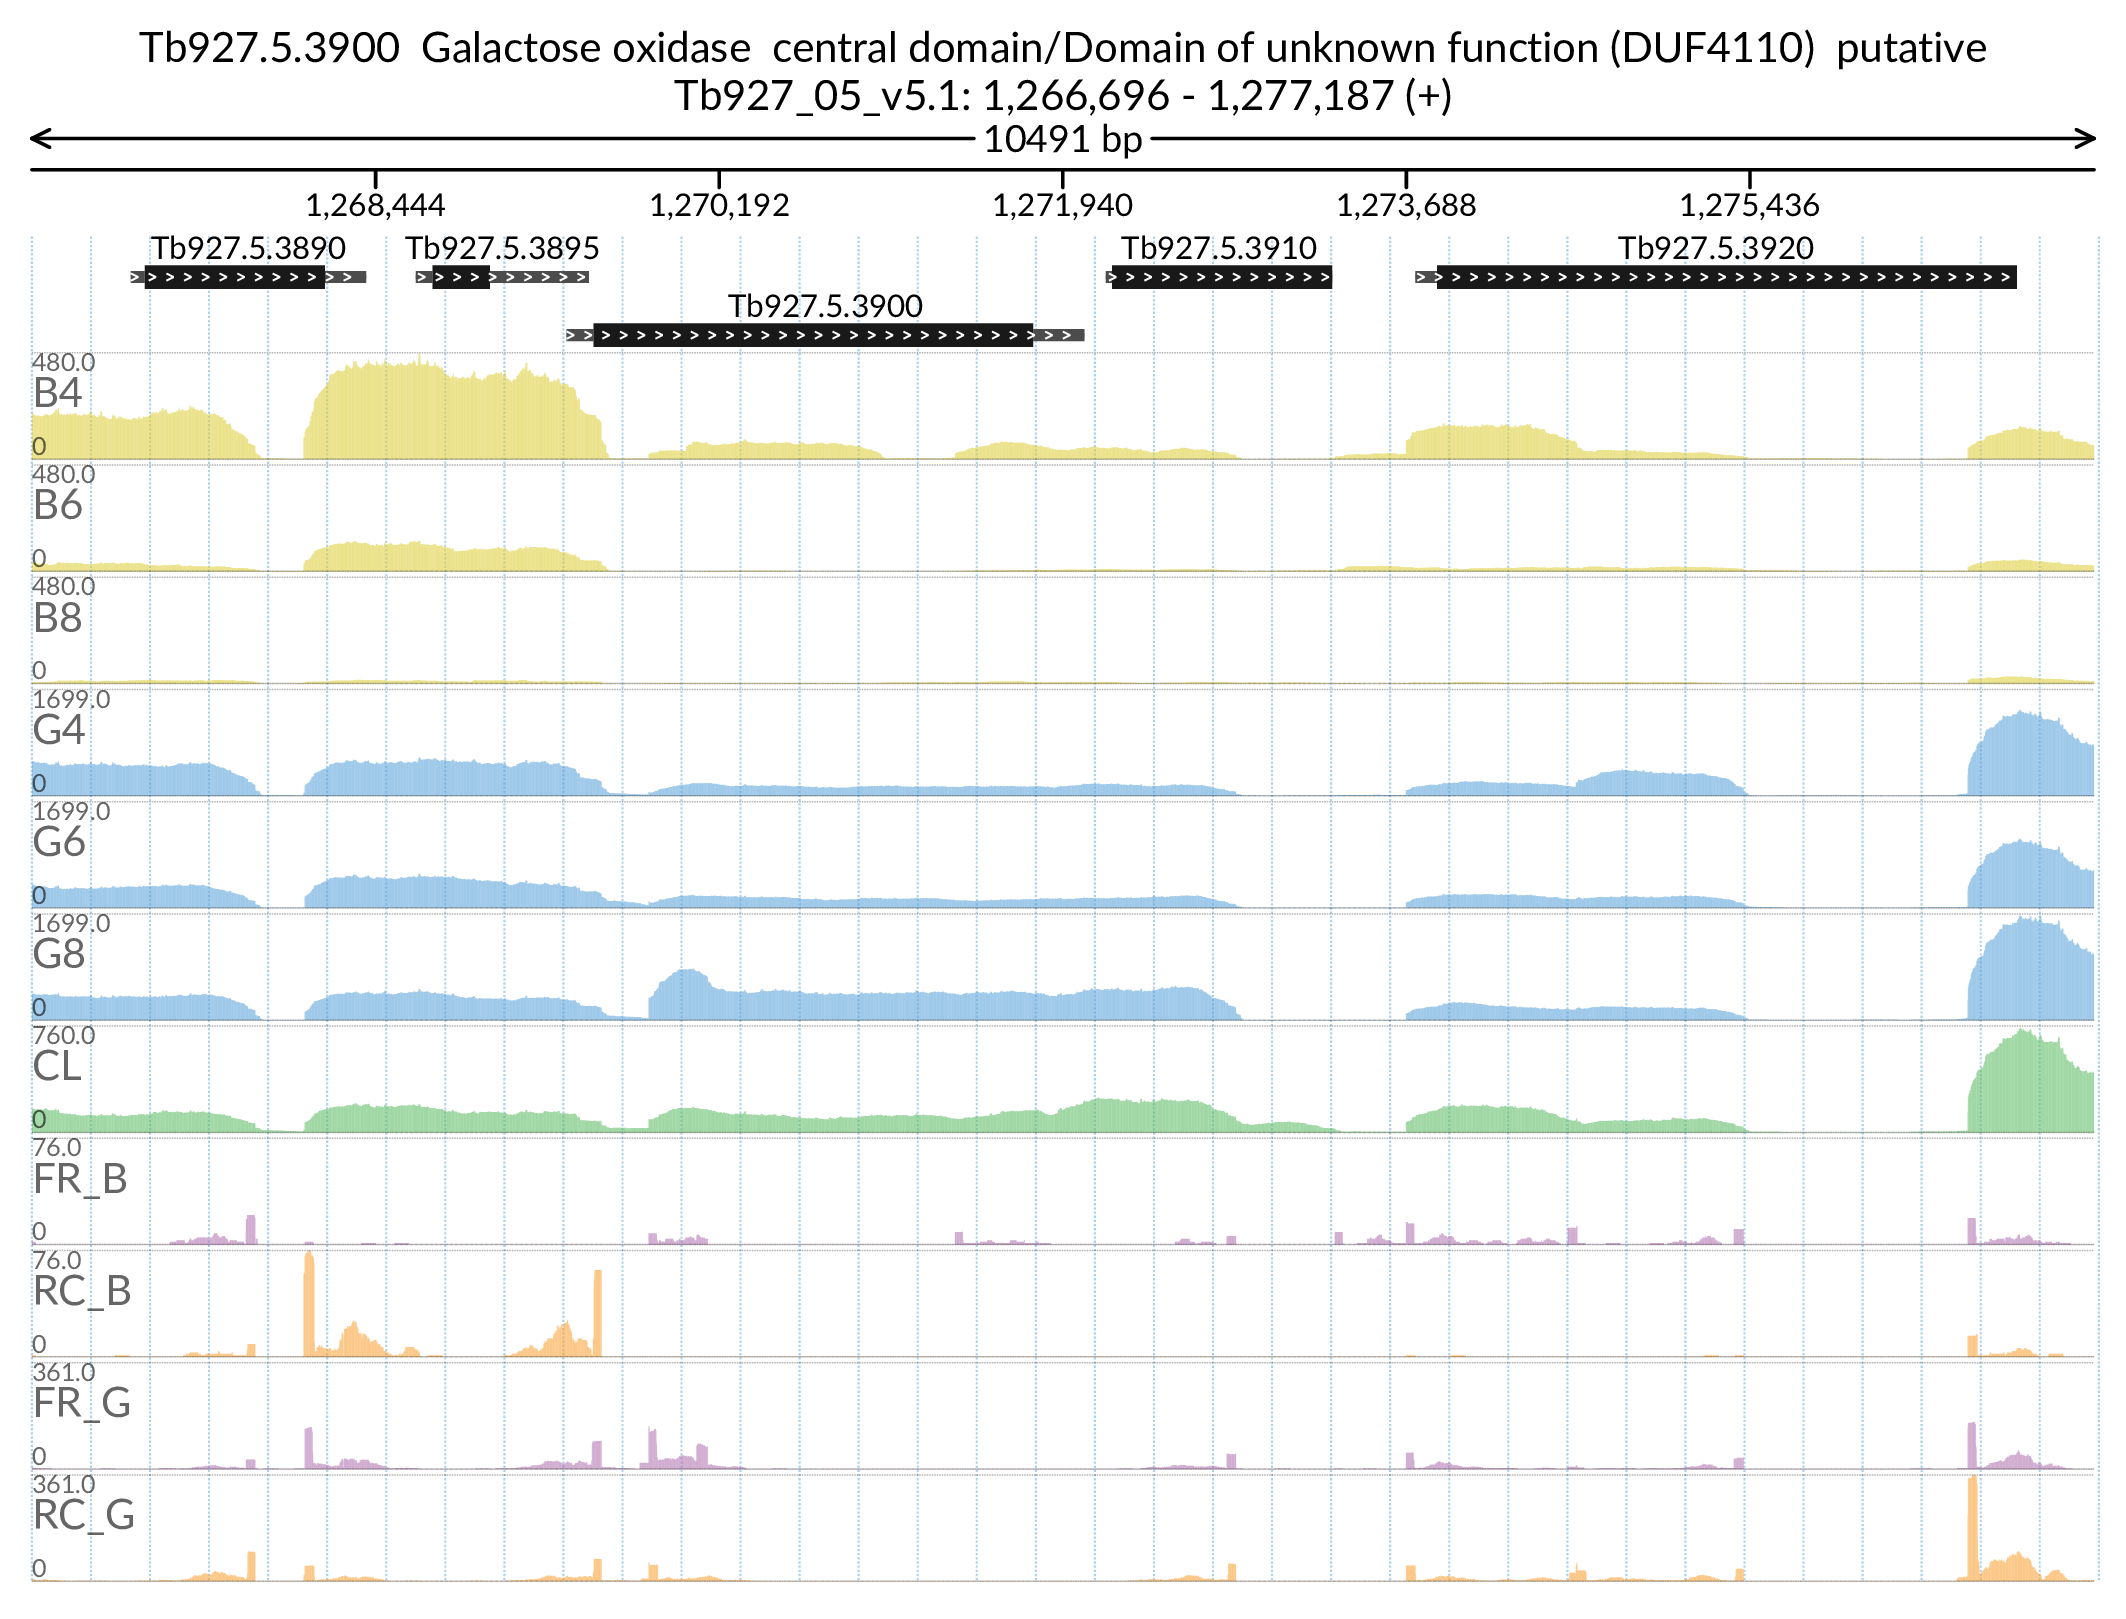 Tb927.5.3900  Galactose oxidase  central domain/Domain of unknown function (DUF4110)  putative
Tb927_05_v5.1: 1,266,696 - 1,277,187 (+)
10491 bp
1,268,444 1,270,192 1,271,940 1,273,688 1,275,436
Tb927.5.3890 Tb927.5.3895 Tb927.5.3910 Tb927.5.3920
Tb927.5.3900
480.0
B4
0
480.0
B6
0
480.0
B8
0
1699.0
G4
0
1699.0
G6
0
1699.0
G8
0
760.0
CL
0
76.0
FR_B
0
76.0
RC_B
0
361.0
FR_G
0
361.0
RC_G
0